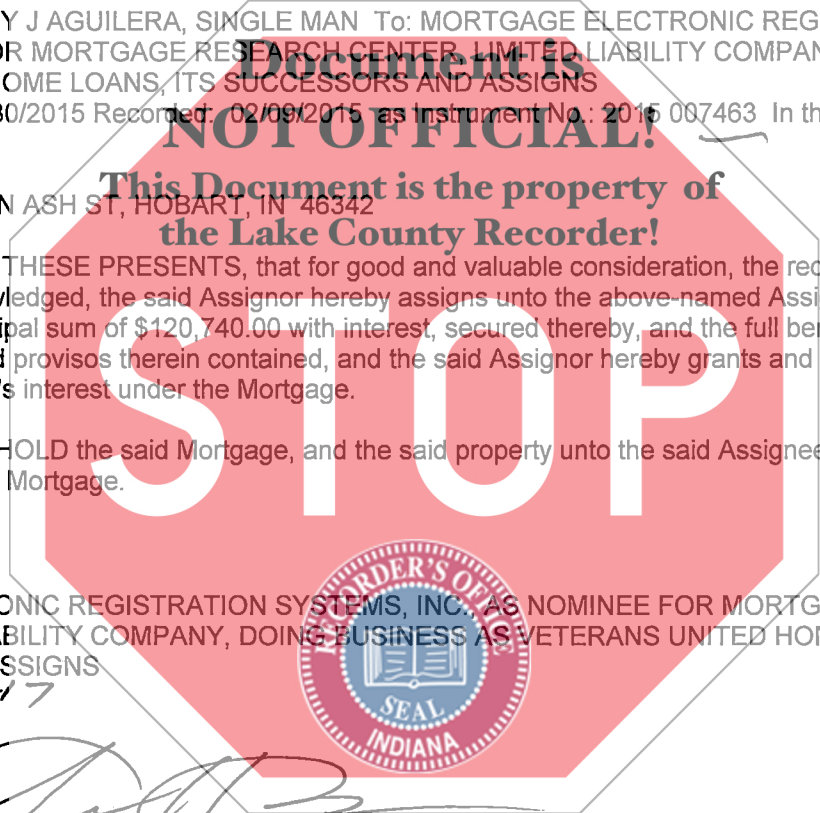 Y J AGUILERA, SINGLE MAN To: MORTGAGE ELECTRONIC REG
R MORTGAGE RESEARCH CENTER, LIMITED LIABILITY COMPAN
Document is
OME LOANS, ITS SUCCESSORS AND ASSIGNS
0/2015 Recorded: 02/09/2015 as Instrument No.: 2015 007463 In th
NOT OFFICIAL!
This Document is the property of
N ASH ST, HOBART, IN 46342
the Lake County Recorder!
THESE PRESENTS, that for good and valuable consideration, the rec
ledged, the said Assignor hereby assigns unto the above-named Assi
ipal sum of $120,740.00 with interest, secured thereby, and the full ben
d provisos therein contained, and the said Assignor hereby grants and
's interest under the Mortgage.
STOP
HOLD the said Mortgage, and the said property unto the said Assignee
Mortgage.
ONIC REGISTRATION SYSTEMS, INC., AS NOMINEE FOR MORTG
BILITY COMPANY, DOING BUSINESS AS VETERANS UNITED HO
SSIGNS
RECORDER'S OFFICE
SEAL
INDIANA